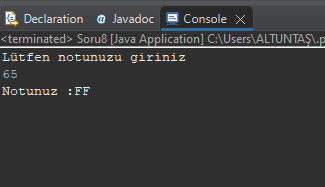 Declaration Javadoc Console
<terminated> Soru8 [Java Application] C:\Users\ALTUNTAŞ\.p
Lütfen notunuzu giriniz
65
Notunuz :FF